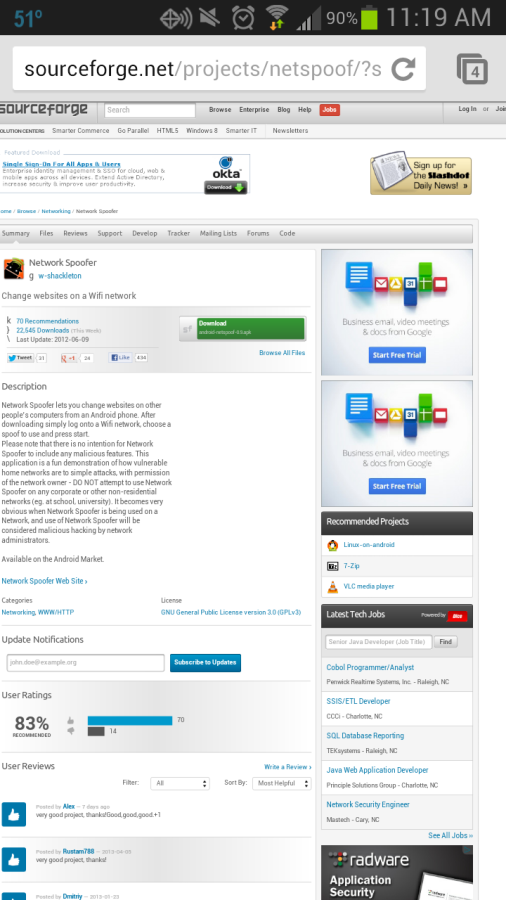 51°
90%
11:19 AM
sourceforge.net/projects/netspoof/?s
4
sourceforge
Search
Browse Enterprise Blog Help Jobs
Log In or Joi
SOLUTION CENTERS Smarter Commerce Go Parallel HTML5 Windows 8 Smarter IT Newsletters
Featured Download
Single Sign-On For All Apps & Users
Enterprise identity management & SSO for cloud, web &
mobile apps across all devices. Extend Active Directory,
increase security & improve user productivity.
okta
Download
Sign up for
the Slashdot
Daily News! »
ome / Browse / Networking / Network Spoofer
Summary Files Reviews Support Develop Tracker Mailing Lists Forums Code
Network Spoofer
g w-shackleton
Change websites on a Wifi network
k 70 Recommendations
} 22,545 Downloads (This Week)
\ Last Update: 2012-06-09
Download
Tweet 31
+1 24
Like 434
Browse All Files
Description
Network Spoofer lets you change websites on other
people's computers from an Android phone. After
downloading simply log onto a Wifi network, choose a
spoof to use and press start.
Please note that there is no intention for Network
Spoofer to include any malicious features. This
application is a fun demonstration of how vulnerable
home networks are to simple attacks, with permission
of the network owner - DO NOT attempt to use Network
Spoofer on any corporate or other non-residential
networks (eg. at school, university). It becomes very
obvious when Network Spoofer is being used on a
Network, and use of Network Spoofer will be
considered malicious hacking by network
administrators.
Available on the Android Market.
Network Spoofer Web Site ›
Categories
Networking, WWW/HTTP
License
GNU General Public License version 3.0 (GPLv3)
Update Notifications
john.doe@example.org
Subscribe to Updates
User Ratings
83%
RECOMMENDED
70
14
User Reviews
Write a Review ›
Filter: All
Sort By: Most Helpful
Posted by Alex — 7 days ago
very good project, thanks!Good,good,good.+1
Posted by Rustam788 — 2013-04-02
very good project, thanks!
Posted by Dmitriy — 2013-01-22
31
Business email, video meetings
& docs from Google
Start Free Trial
31
Business email, video meetings
& docs from Google
Start Free Trial
Recommended Projects
Linux-on-android
7z
7-Zip
VLC media player
Latest Tech Jobs
Powered by Dice
Senior Java Developer (Job Title)
Find
Cobol Programmer/Analyst
Penwick Realtime Systems, Inc. - Raleigh, NC
SSIS/ETL Developer
CCCi - Charlotte, NC
SQL Database Reporting
TEKsystems - Raleigh, NC
Java Web Application Developer
Principle Solutions Group - Charlotte, NC
Network Security Engineer
Mastech - Cary, NC
See All Jobs »
radware
Application
Security